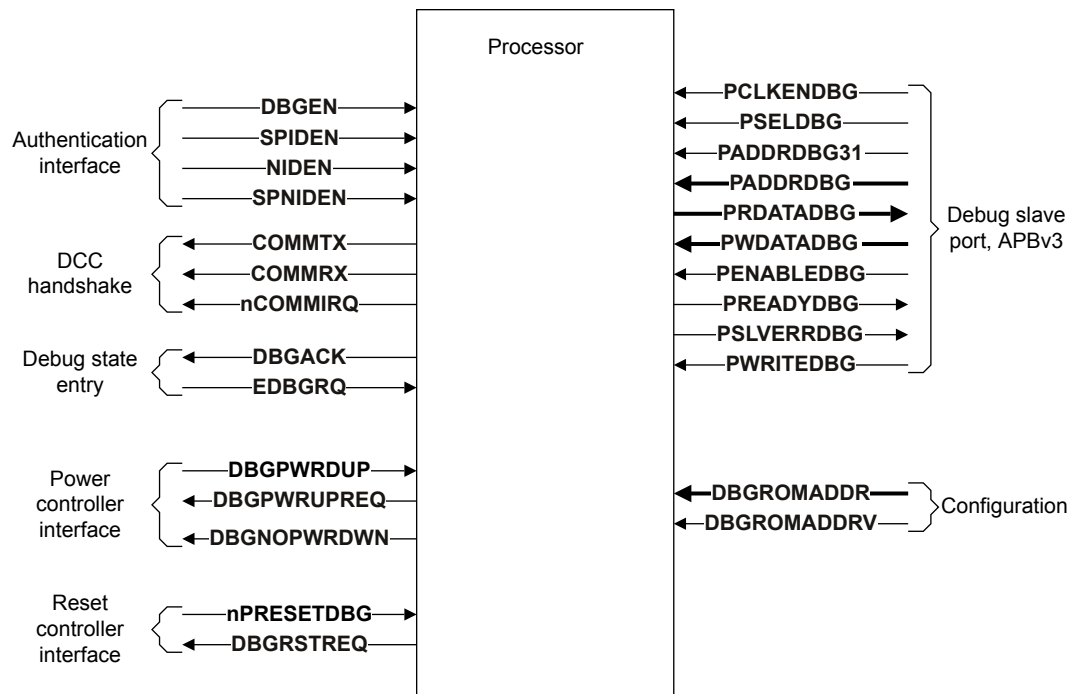 Processor
Authentication
interface
DBGEN
SPIDEN
NIDEN
SPNIDEN
DCC
handshake
COMMTX
COMMRX
nCOMMIRQ
Debug state
entry
DBGACK
EDBGRQ
Power
controller
interface
DBGPWRDUP
DBGPWRUPREQ
DBGNOPWRDWN
Reset
controller
interface
nPRESETDBG
DBGRSTREQ
PCLKENDBG
PSELDBG
PADDRDBG31
PADDRDBG
PRDATADBG
PWDATADBG
PENABLEDBG
PREADYDBG
PSLVERRDBG
PWRITEDBG
Debug slave
port, APBv3
DBGROMADDR
DBGROMADDRV
Configuration